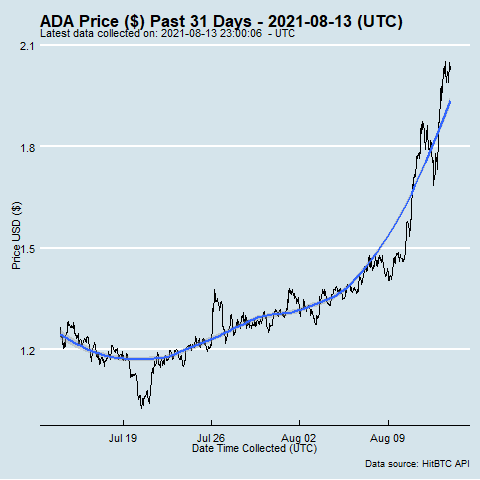 ADA Price ($) Past 31 Days - 2021-08-13 (UTC)
Latest data collected on: 2021-08-13 23:00:06  - UTC
2.1
1.8
1.5
1.2
Price USD ($)
Jul 19 Jul 26 Aug 02 Aug 09
Date Time Collected (UTC)
Data source: HitBTC API